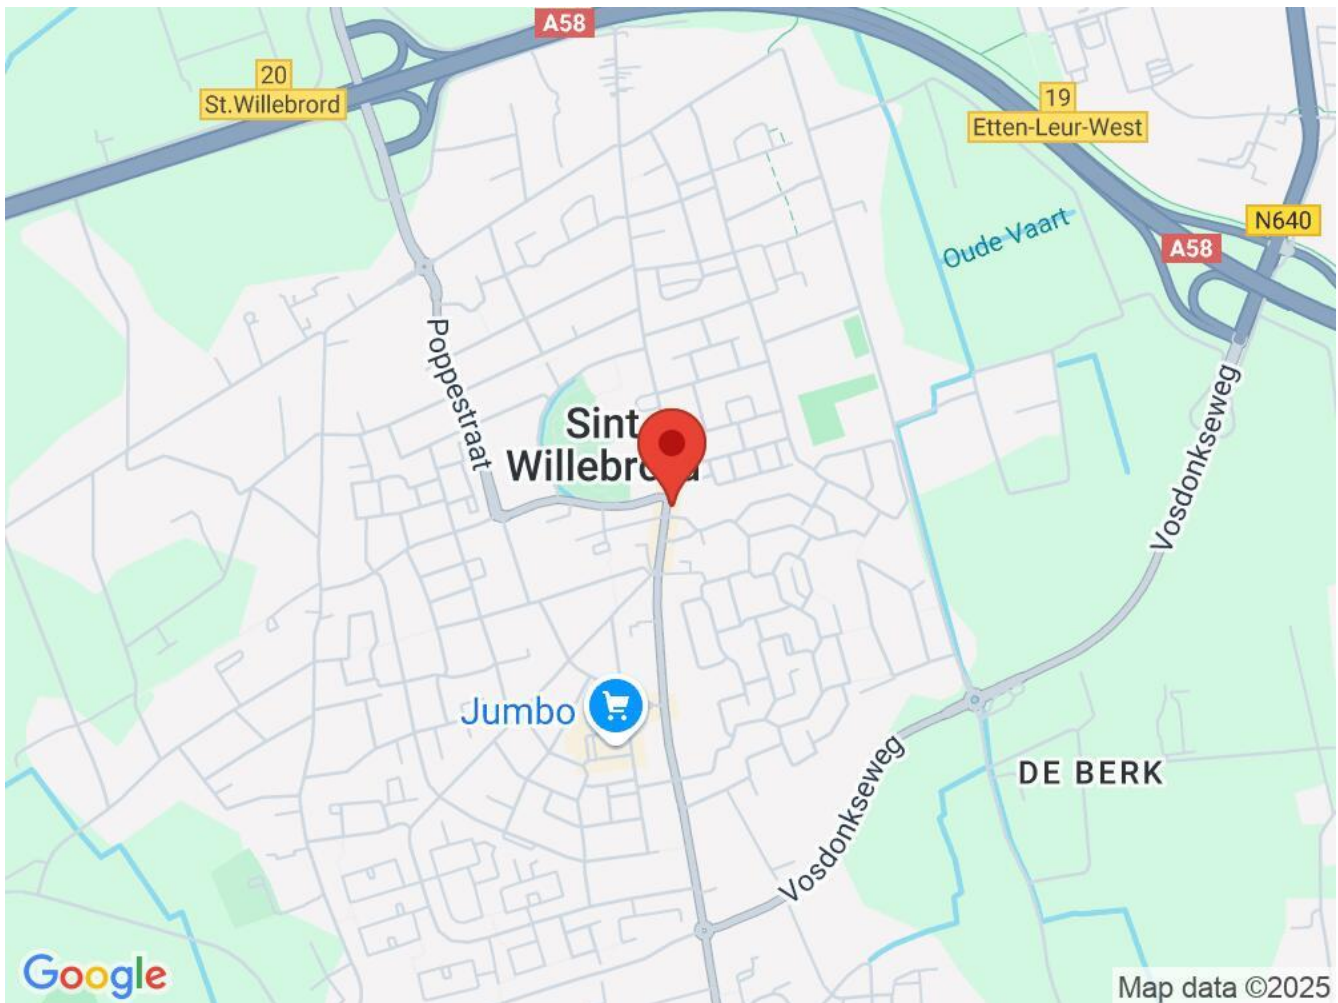 A58
20
St.Willebrord
19
Etten-Leur-West
N640
Oude Vaart
A58
Poppestraat
Vosdonkseweg
Sint
Willebr
Jumbo
DE BERK
Vosdonkseweg
Google
Map data ©2025